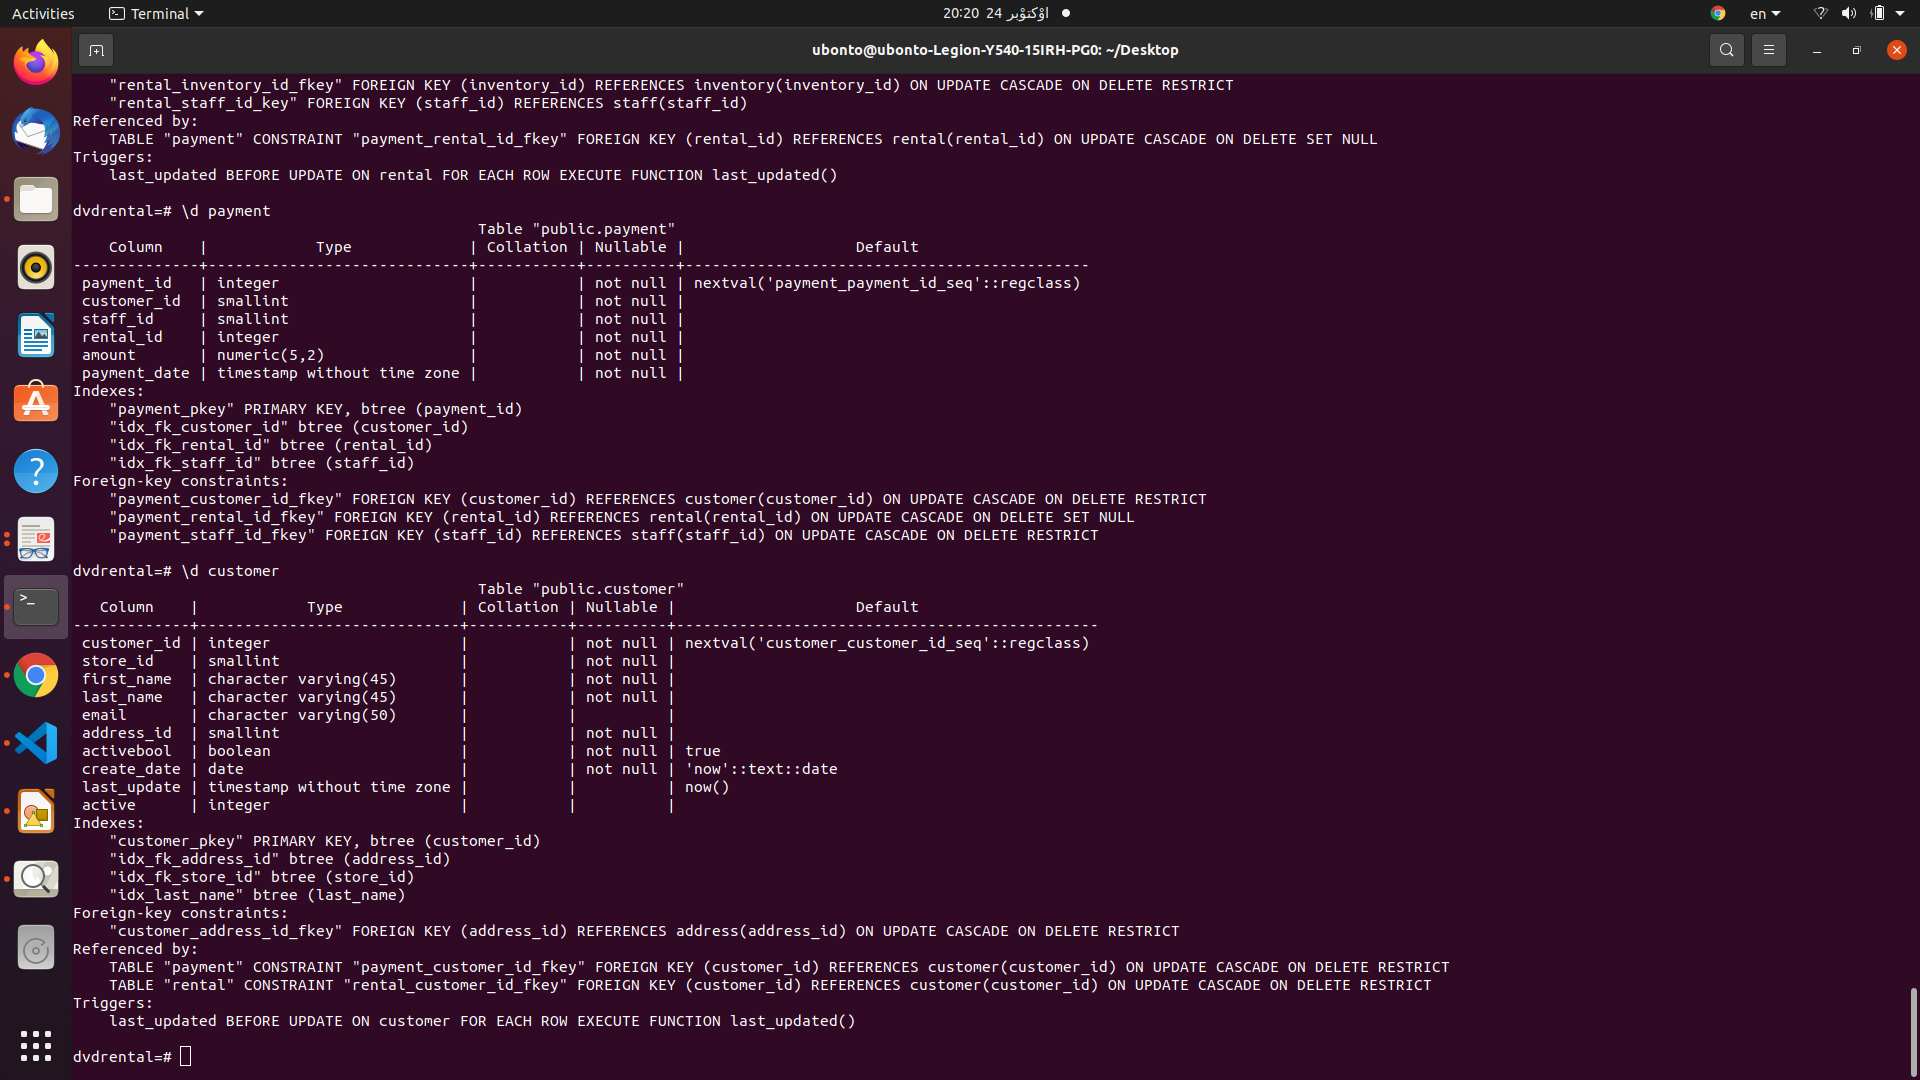 Activities
Terminal
20:20 24 اؤکتوْبر
en
ubonto@ubonto-Legion-Y540-15IRH-PG0: ~/Desktop
    "rental_inventory_id_fkey" FOREIGN KEY (inventory_id) REFERENCES inventory(inventory_id) ON UPDATE CASCADE ON DELETE RESTRICT
    "rental_staff_id_key" FOREIGN KEY (staff_id) REFERENCES staff(staff_id)
Referenced by:
    TABLE "payment" CONSTRAINT "payment_rental_id_fkey" FOREIGN KEY (rental_id) REFERENCES rental(rental_id) ON UPDATE CASCADE ON DELETE SET NULL
Triggers:
    last_updated BEFORE UPDATE ON rental FOR EACH ROW EXECUTE FUNCTION last_updated()
dvdrental=# \d payment
                                             Table "public.payment"
    Column    |            Type             | Collation | Nullable |                   Default
--------------+-----------------------------+-----------+----------+---------------------------------------------
 payment_id   | integer                     |           | not null | nextval('payment_payment_id_seq'::regclass)
 customer_id  | smallint                    |           | not null |
 staff_id     | smallint                    |           | not null |
 rental_id    | integer                     |           | not null |
 amount       | numeric(5,2)                |           | not null |
 payment_date | timestamp without time zone |           | not null |
Indexes:
    "payment_pkey" PRIMARY KEY, btree (payment_id)
    "idx_fk_customer_id" btree (customer_id)
    "idx_fk_rental_id" btree (rental_id)
    "idx_fk_staff_id" btree (staff_id)
Foreign-key constraints:
    "payment_customer_id_fkey" FOREIGN KEY (customer_id) REFERENCES customer(customer_id) ON UPDATE CASCADE ON DELETE RESTRICT
    "payment_rental_id_fkey" FOREIGN KEY (rental_id) REFERENCES rental(rental_id) ON UPDATE CASCADE ON DELETE SET NULL
    "payment_staff_id_fkey" FOREIGN KEY (staff_id) REFERENCES staff(staff_id) ON UPDATE CASCADE ON DELETE RESTRICT
dvdrental=# \d customer
                                             Table "public.customer"
   Column    |            Type             | Collation | Nullable |                    Default
-------------+-----------------------------+-----------+----------+-----------------------------------------------
 customer_id | integer                     |           | not null | nextval('customer_customer_id_seq'::regclass)
 store_id    | smallint                    |           | not null |
 first_name  | character varying(45)       |           | not null |
 last_name   | character varying(45)       |           | not null |
 email       | character varying(50)       |           |          |
 address_id  | smallint                    |           | not null |
 activebool  | boolean                     |           | not null | true
 create_date | date                        |           | not null | 'now'::text::date
 last_update | timestamp without time zone |           |          | now()
 active      | integer                     |           |          |
Indexes:
    "customer_pkey" PRIMARY KEY, btree (customer_id)
    "idx_fk_address_id" btree (address_id)
    "idx_fk_store_id" btree (store_id)
    "idx_last_name" btree (last_name)
Foreign-key constraints:
    "customer_address_id_fkey" FOREIGN KEY (address_id) REFERENCES address(address_id) ON UPDATE CASCADE ON DELETE RESTRICT
Referenced by:
    TABLE "payment" CONSTRAINT "payment_customer_id_fkey" FOREIGN KEY (customer_id) REFERENCES customer(customer_id) ON UPDATE CASCADE ON DELETE RESTRICT
    TABLE "rental" CONSTRAINT "rental_customer_id_fkey" FOREIGN KEY (customer_id) REFERENCES customer(customer_id) ON UPDATE CASCADE ON DELETE RESTRICT
Triggers:
    last_updated BEFORE UPDATE ON customer FOR EACH ROW EXECUTE FUNCTION last_updated()
dvdrental=#